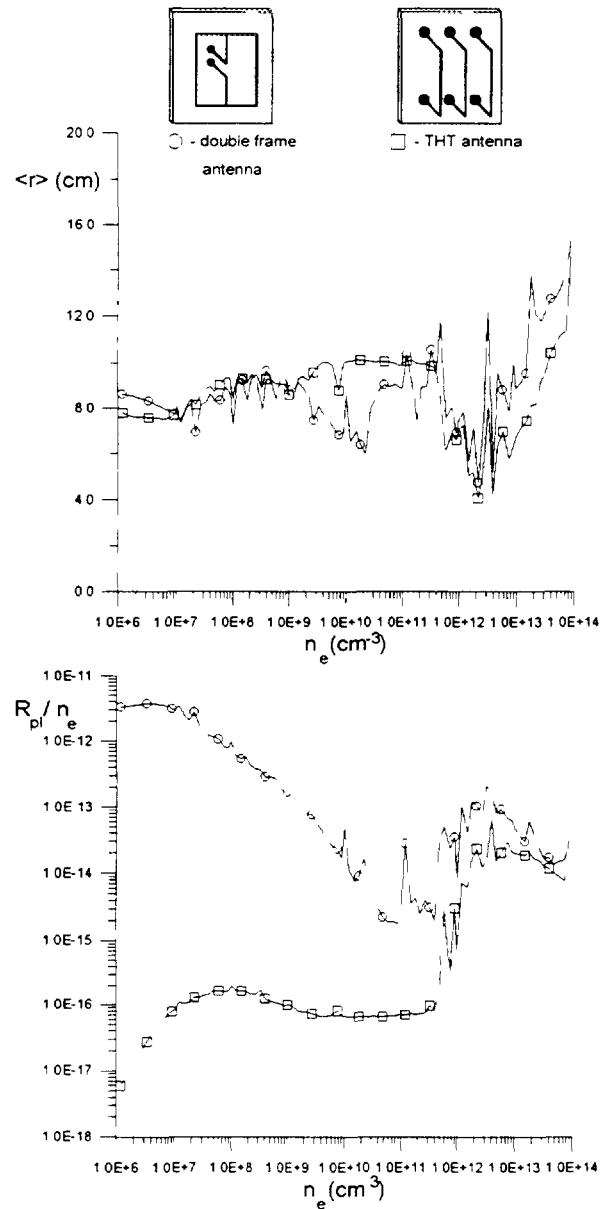 - double frame
antenna
- THT antenna
20.0
<r> (cm)
16.0
12.0
8.0
4.0
0.0
1.0E+6 1.0E+7 1.0E+8 1.0E+9 1.0E+10 1.0E+11 1.0E+12 1.0E+13 1.0E+14
n_e (cm^-3)
1.0E-11
R_pl / n_e
1.0E-12
1.0E-13
1.0E-14
1.0E-15
1.0E-16
1.0E-17
1.0E-18
1.0E+6 1.0E+7 1.0E+8 1.0E+9 1.0E+10 1.0E+11 1.0E+12 1.0E+13 1.0E+14
n_e (cm^-3)